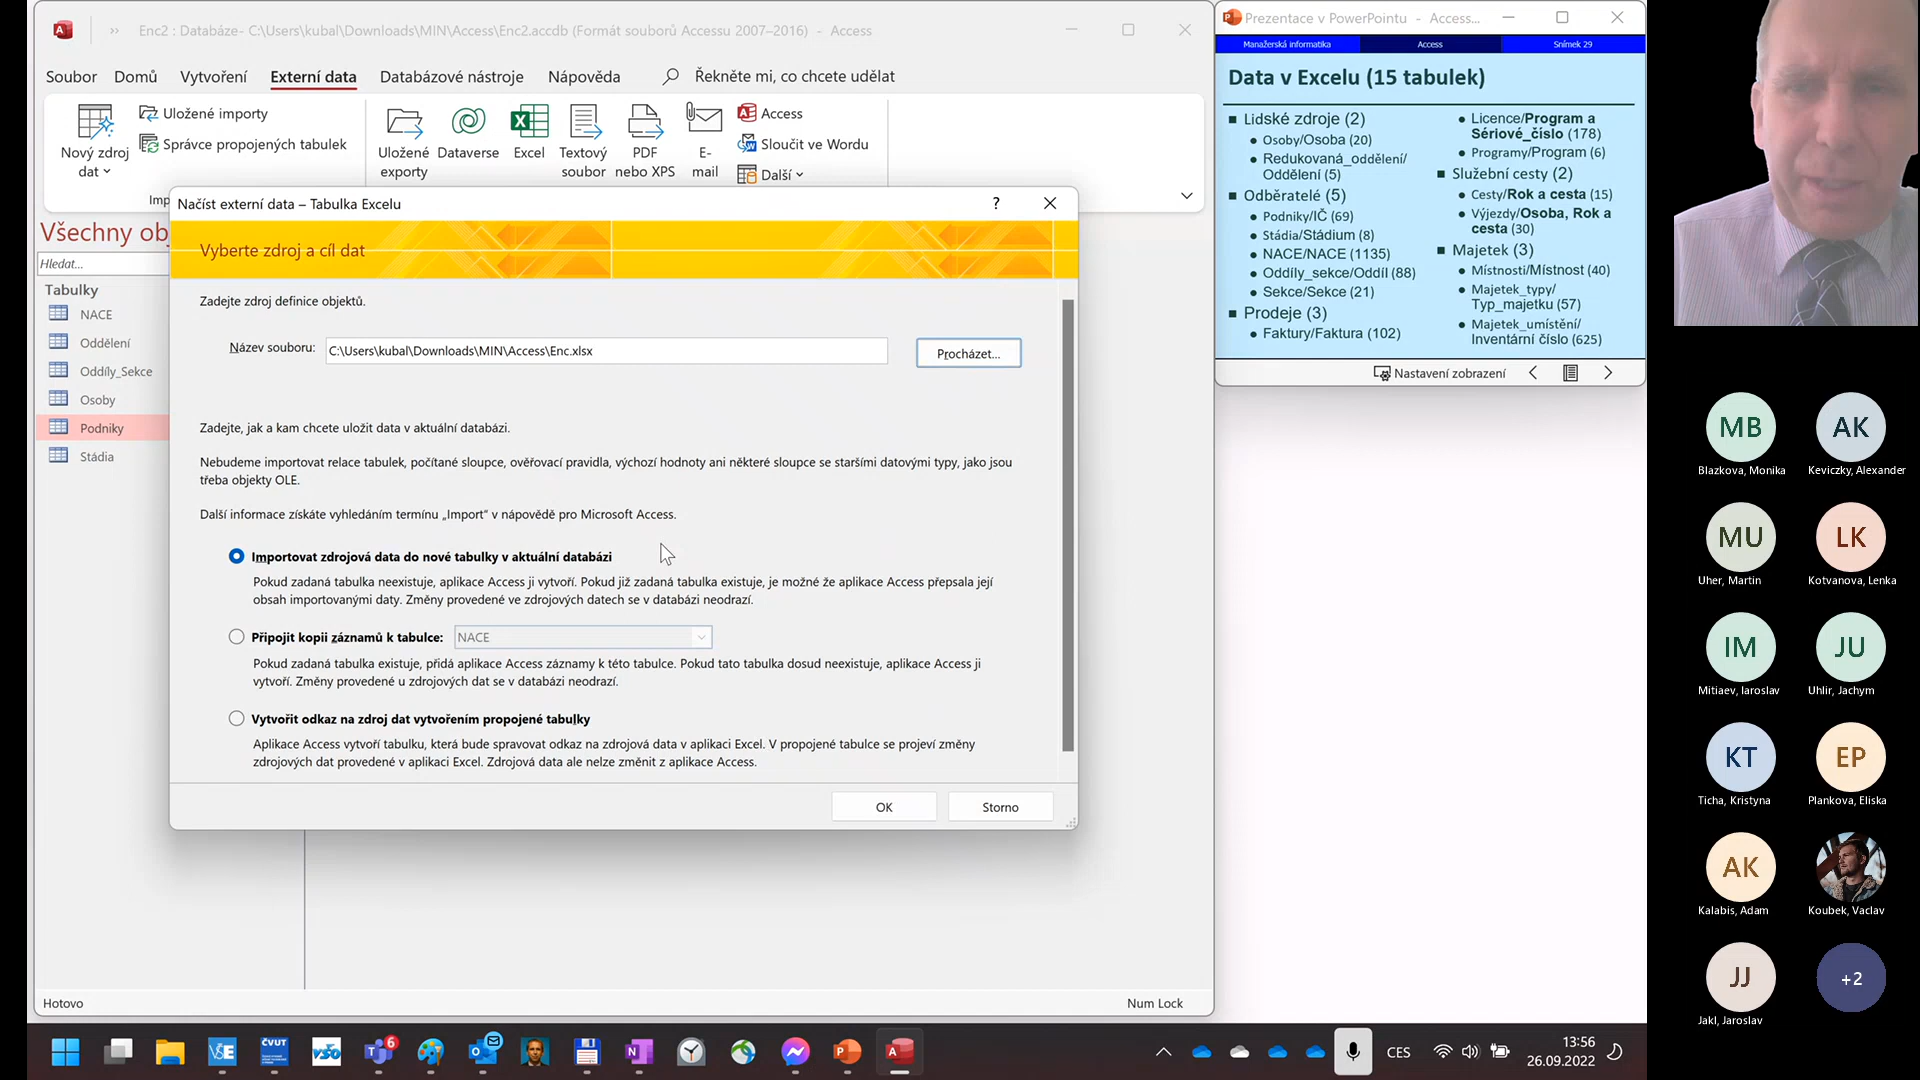 Enc2 : Databáze- C:\Users\kubal\Downloads\MIN\Access\Enc2.accdb (Formát souborů Accessu 2007–2016) - Access
Soubor Domů Vytvoření Externí data Databázové nástroje Nápověda Řekněte mi, co chcete udělat
Nový zdroj
dat
Uložené importy
Správce propojených tabulek
Imp
Uložené
exporty
Dataverse
Excel
Textový
soubor
PDF
nebo XPS
E-
mail
Access
Sloučit ve Wordu
Další
Všechny ob
Hledat...
Tabulky
NACE
Oddělení
Oddíly_Sekce
Osoby
Podniky
Stádia
Načíst externí data – Tabulka Excelu
?
Vyberte zdroj a cíl dat
Zadejte zdroj definice objektů.
Název souboru: C:\Users\kubal\Downloads\MIN\Access\Enc.xlsx Procházet...
Zadejte, jak a kam chcete uložit data v aktuální databázi.
Nebudeme importovat relace tabulek, počítané sloupce, ověřovací pravidla, výchozí hodnoty ani některé sloupce se staršími datovými typy, jako jsou
třeba objekty OLE.
Další informace získáte vyhledáním termínu „Import“ v nápovědě pro Microsoft Access.
Importovat zdrojová data do nové tabulky v aktuální databázi
Pokud zadaná tabulka neexistuje, aplikace Access ji vytvoří. Pokud již zadaná tabulka existuje, je možné že aplikace Access přepsala její
obsah importovanými daty. Změny provedené ve zdrojových datech se v databázi neodrazí.
Připojit kopii záznamů k tabulce: NACE
Pokud zadaná tabulka existuje, přidá aplikace Access záznamy k této tabulce. Pokud tato tabulka dosud neexistuje, aplikace Access ji
vytvoří. Změny provedené u zdrojových dat se v databázi neodrazí.
Vytvořit odkaz na zdroj dat vytvořením propojené tabulky
Aplikace Access vytvoří tabulku, která bude spravovat odkaz na zdrojová data v aplikaci Excel. V propojené tabulce se projeví změny
zdrojových dat provedené v aplikaci Excel. Zdrojová data ale nelze změnit z aplikace Access.
OK Storno
Hotovo Num Lock
Prezentace v PowerPointu - Access...
Manažerská informatika Access Snímek 29
Data v Excelu (15 tabulek)
Lidské zdroje (2)
Osoby/Osoba (20)
Redukovaná_oddělení/
Oddělení (5)
Odběratelé (5)
Podniky/IČ (69)
Stádia/Stádium (8)
NACE/NACE (1135)
Oddíly_sekce/Oddíl (88)
Sekce/Sekce (21)
Prodeje (3)
Faktury/Faktura (102)
Licence/Program a
Sériové_číslo (178)
Programy/Program (6)
Služební cesty (2)
Cesty/Rok a cesta (15)
Výjezdy/Osoba, Rok a
cesta (30)
Majetek (3)
Místnosti/Místnost (40)
Majetek_typy/
Typ_majetku (57)
Majetek_umístění/
Inventární číslo (625)
Nastavení zobrazení
MB
Blazkova, Monika
AK
Keviczky, Alexander
MU
Uher, Martin
LK
Kotvanova, Lenka
IM
Mitiaev, Iaroslav
JU
Uhlir, Jachym
KT
Ticha, Kristyna
EP
Plankova, Eliska
AK
Kalabis, Adam
Koubek, Vaclav
JJ
Jakl, Jaroslav
+2
VŠE
ČVUT
VSO
6
CES
13:56
26.09.2022